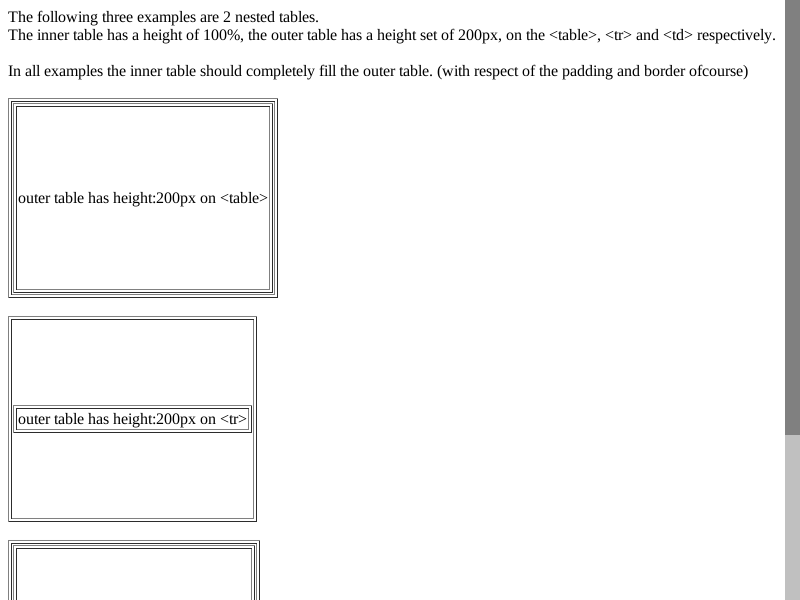 The following three examples are 2 nested tables.
The inner table has a height of 100%, the outer table has a height set of 200px, on the <table>, <tr> and <td> respectively.
In all examples the inner table should completely fill the outer table. (with respect of the padding and border ofcourse)
outer table has height:200px on <table>
outer table has height:200px on <tr>